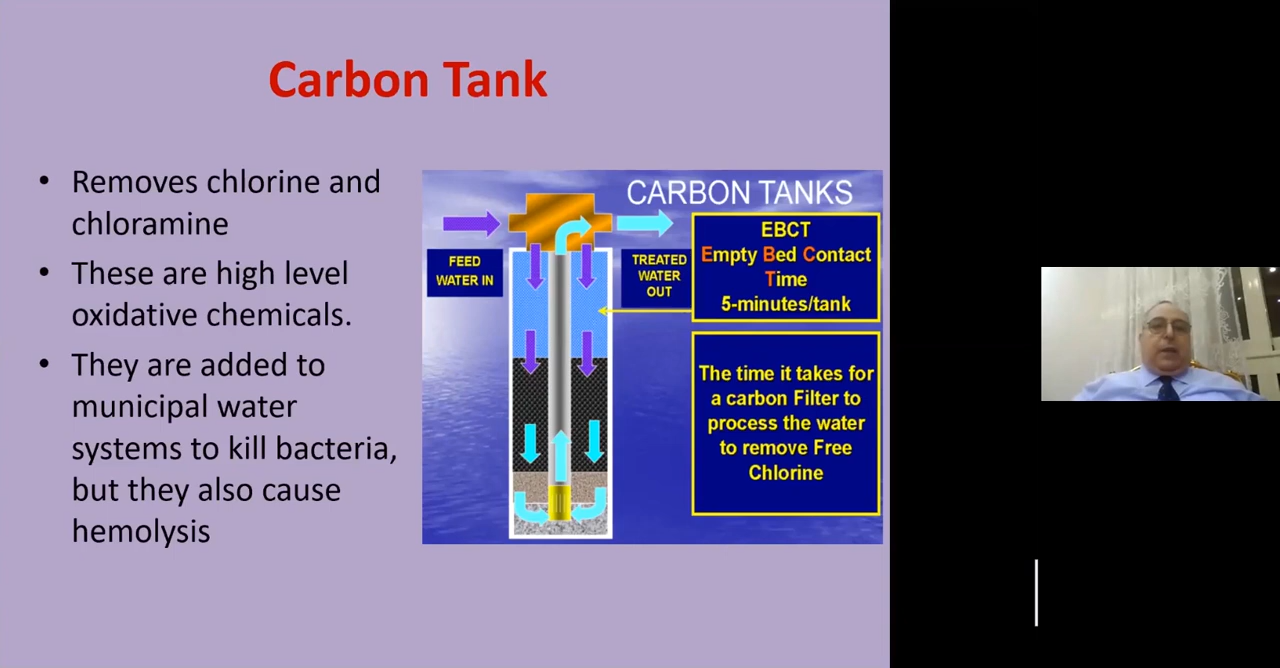 Carbon Tank
• Removes chlorine and
chloramine
• These are high level
oxidative chemicals.
• They are added to
municipal water
systems to kill bacteria,
but they also cause
hemolysis
CARBON TANKS
FEED
WATER IN
TREATED
WATER
OUT
EBCT
Empty Bed Contact
Time
5-minutes/tank
The time it takes for
a carbon Filter to
process the water
to remove Free
Chlorine